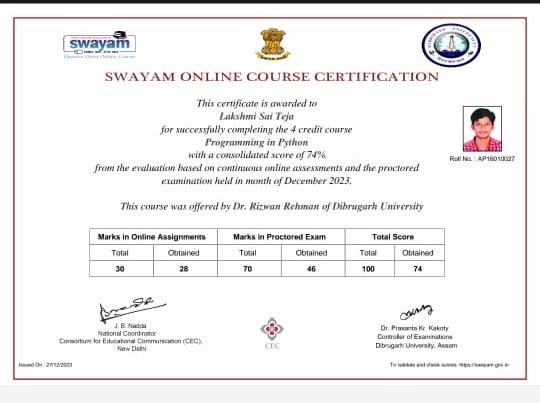 swayam
SWAYAM ONLINE COURSE CERTIFICATION
This certificate is awarded to
Lakshmi Sai Teja
for successfully completing the 4 credit course
Programming in Python
with a consolidated score of 74%
from the evaluation based on continuous online assessments and the proctored
examination held in month of December 2023.
Roll No. : AP16010027
This course was offered by Dr. Rizwan Rehman of Dibrugarh University
Marks in Online Assignments Marks in Proctored Exam Total Score
Total Obtained Total Obtained Total Obtained
30 28 70 46 100 74
J. B. Nadda
National Coordinator
Consortium for Educational Communication (CEC),
New Delhi
CEC
Dr. Prasanta Kr. Kakoty
Controller of Examinations
Dibrugarh University, Assam
Issued On : 27/12/2023
To validate and check scores: https://swayam.gov.in